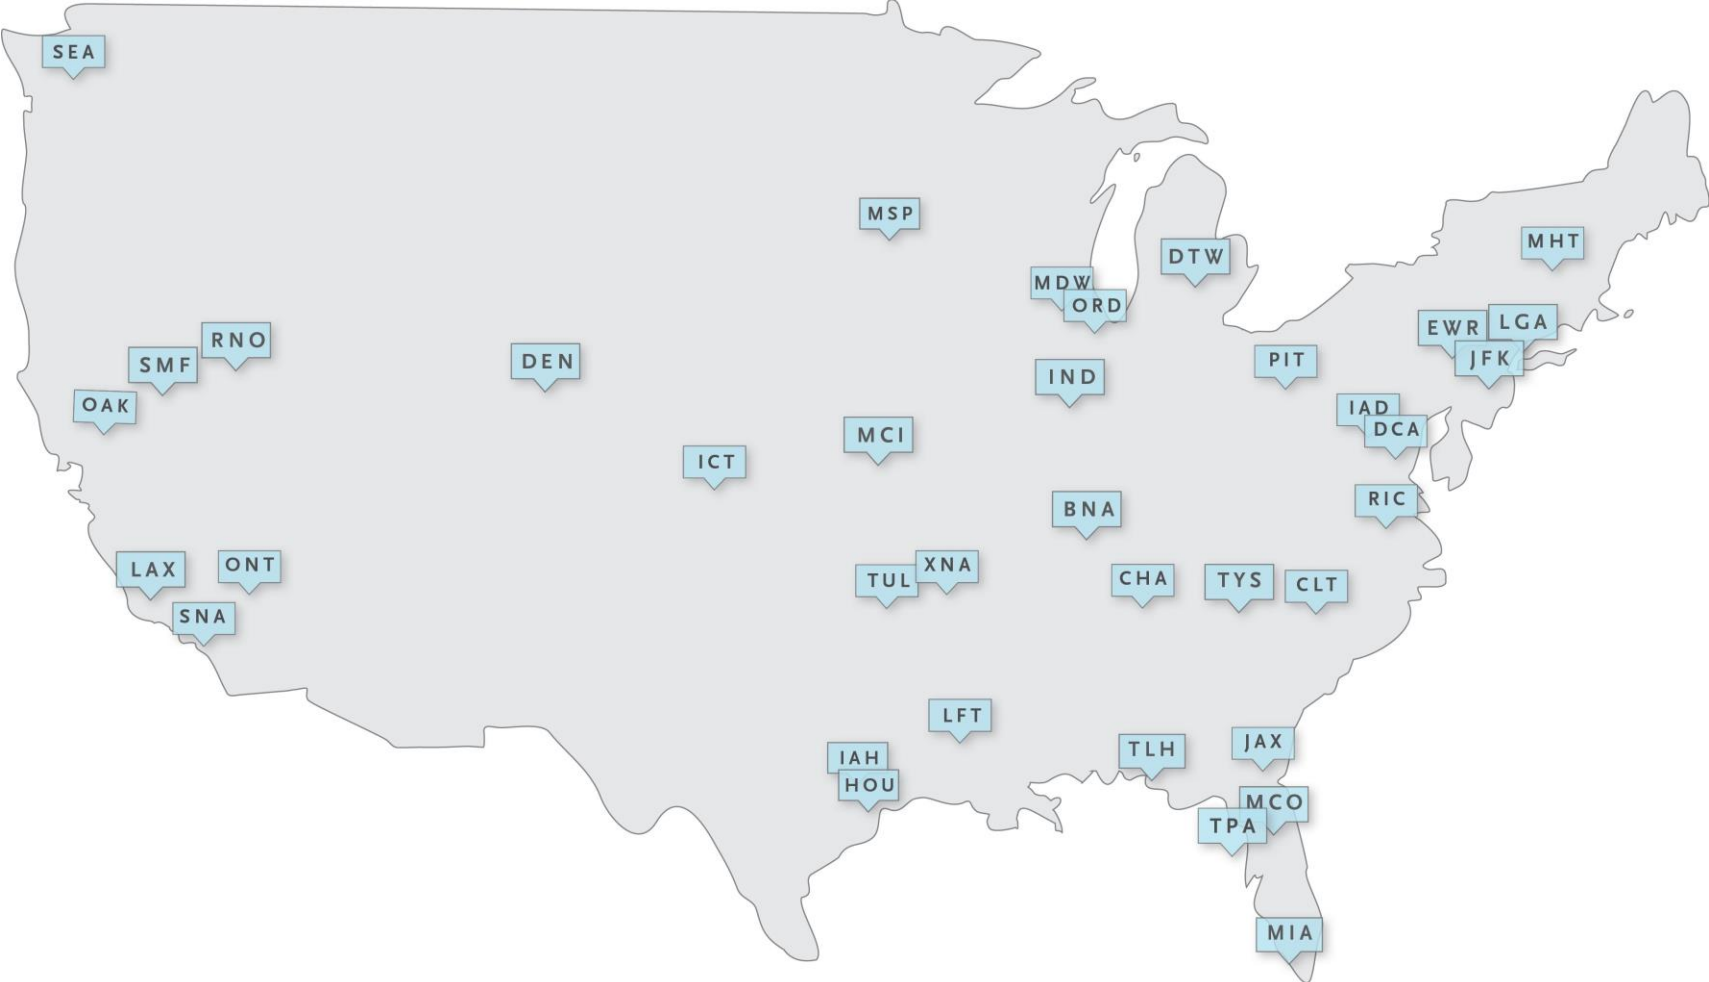 SEA
MSP
MHT
DTW
MDW
ORD
LGA
EWR
RNO
JFK
PIT
DEN
SMF
IND
OAK
IAD
DCA
MCI
ICT
RIC
BNA
ONT
XNA
LAX
TUL
CHA
TYS
CLT
SNA
LFT
JAX
TLH
IAH
HOU
MCO
TPA
MIA